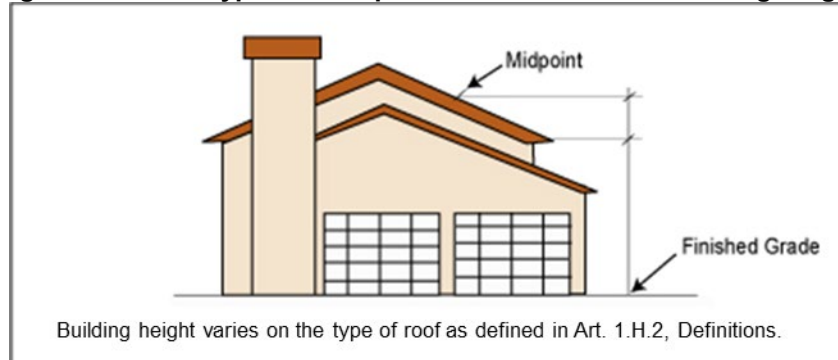 Midpoint
Finished Grade
Building height varies on the type of roof as defined in Art. 1.H.2, Definitions.